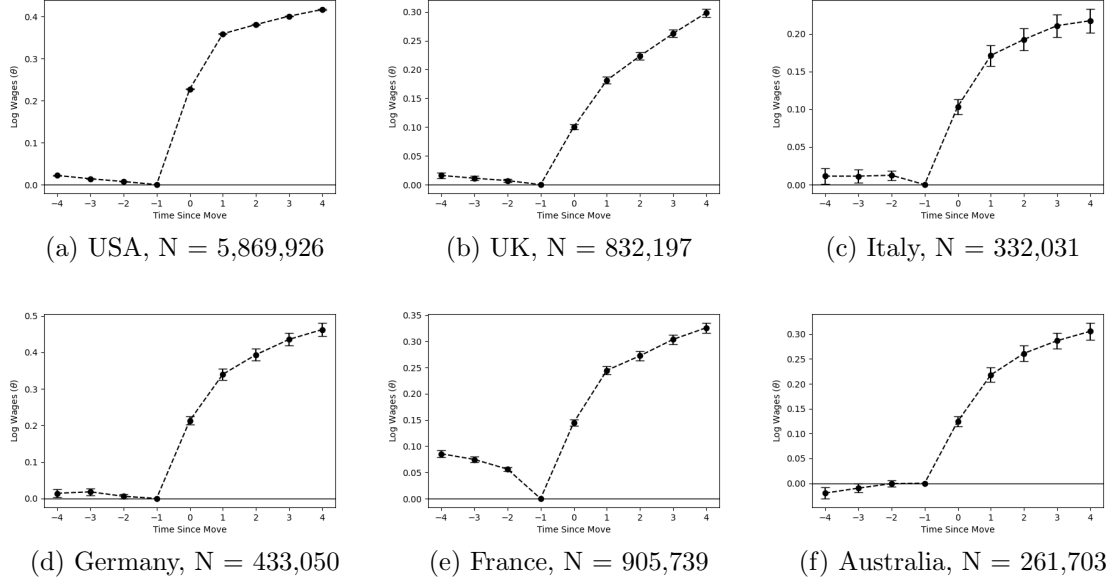 0.4
0.3
0.2
0.1
0.0
Log Wages (θ)
−4 −3 −2 −1 0 1 2 3 4
Time Since Move
(a) USA, N = 5,869,926
0.30
0.25
0.20
0.15
0.10
0.05
0.00
Log Wages (θ)
−4 −3 −2 −1 0 1 2 3 4
Time Since Move
(b) UK, N = 832,197
0.20
0.15
0.10
0.05
0.00
Log Wages (θ)
−4 −3 −2 −1 0 1 2 3 4
Time Since Move
(c) Italy, N = 332,031
0.5
0.4
0.3
0.2
0.1
0.0
Log Wages (θ)
−4 −3 −2 −1 0 1 2 3 4
Time Since Move
(d) Germany, N = 433,050
0.35
0.30
0.25
0.20
0.15
0.10
0.05
0.00
Log Wages (θ)
−4 −3 −2 −1 0 1 2 3 4
Time Since Move
(e) France, N = 905,739
0.30
0.25
0.20
0.15
0.10
0.05
0.00
Log Wages (θ)
−4 −3 −2 −1 0 1 2 3 4
Time Since Move
(f) Australia, N = 261,703